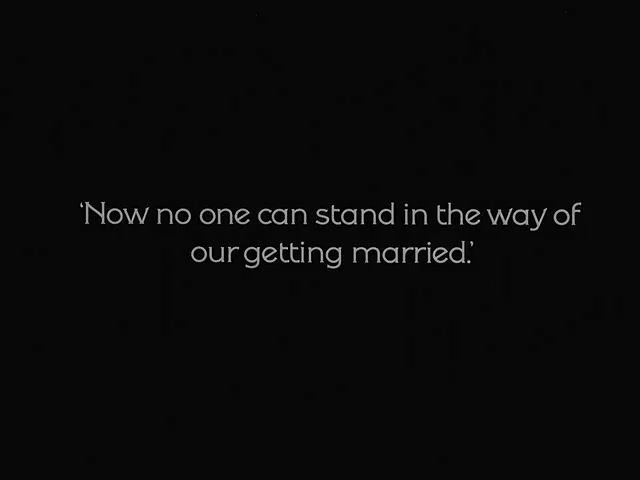 ‘Now no one can stand in the way of
our getting married.’